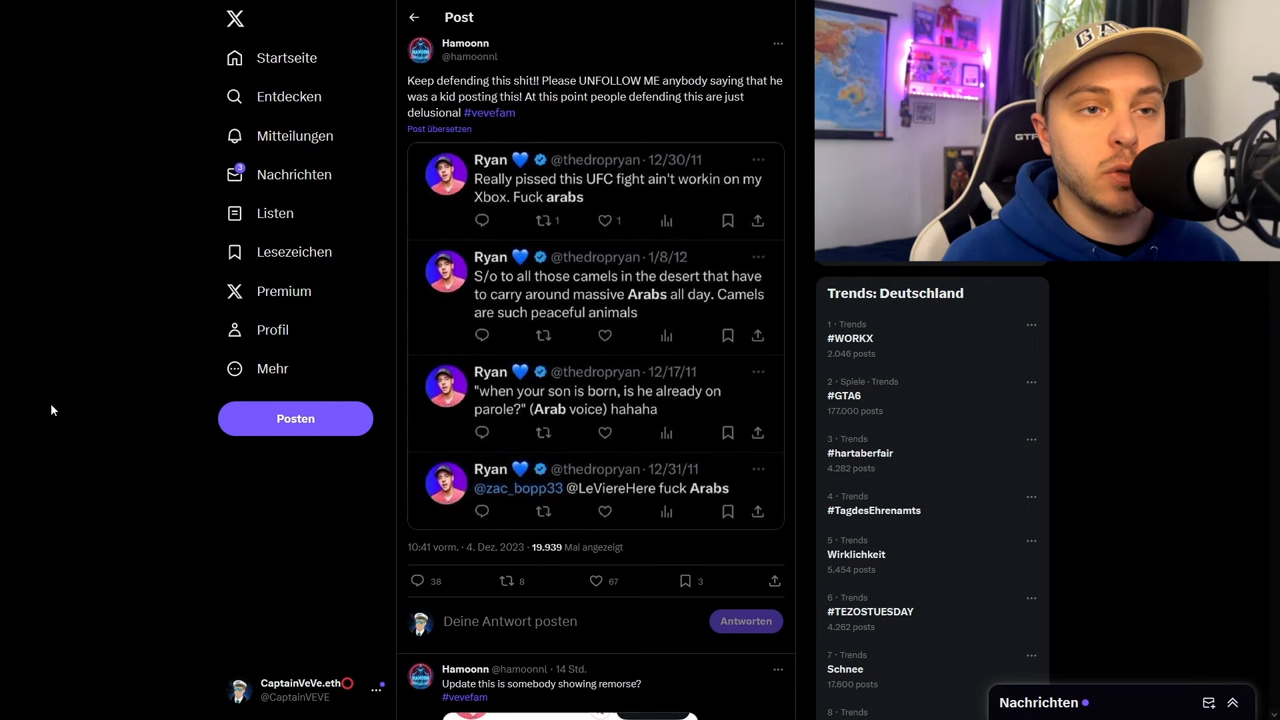 Startseite
Entdecken
Mitteilungen
3
Nachrichten
Listen
Lesezeichen
Premium
Profil
Mehr
Posten
CaptainVeVe.eth⭕
@CaptainVEVE
Post
Hamoonn
@hamoonnl
Keep defending this shit!! Please UNFOLLOW ME anybody saying that he
was a kid posting this! At this point people defending this are just
delusional #vevefam
Post übersetzen
Ryan 💙 @thedropryan · 12/30/11
Really pissed this UFC fight ain't workin on my
Xbox. Fuck arabs
1 1
Ryan 💙 @thedropryan · 1/8/12
S/o to all those camels in the desert that have
to carry around massive Arabs all day. Camels
are such peaceful animals
Ryan 💙 @thedropryan · 12/17/11
"when your son is born, is he already on
parole?" (Arab voice) hahaha
Ryan 💙 @thedropryan · 12/31/11
@zac_bopp33 @LeViereHere fuck Arabs
10:41 vorm. · 4. Dez. 2023 · 19.939 Mal angezeigt
38 8 67 3
Deine Antwort posten
Antworten
Hamoonn @hamoonnl · 14 Std.
Update this is somebody showing remorse?
#vevefam
Trends: Deutschland
1 · Trends
#WORKX
2.046 posts
2 · Spiele · Trends
#GTA6
177.000 posts
3 · Trends
#hartaberfair
4.282 posts
4 · Trends
#TagdesEhrenamts
5 · Trends
Wirklichkeit
5.454 posts
6 · Trends
#TEZOSTUESDAY
4.262 posts
7 · Trends
Schnee
17.600 posts
8 · Trends
Nachrichten